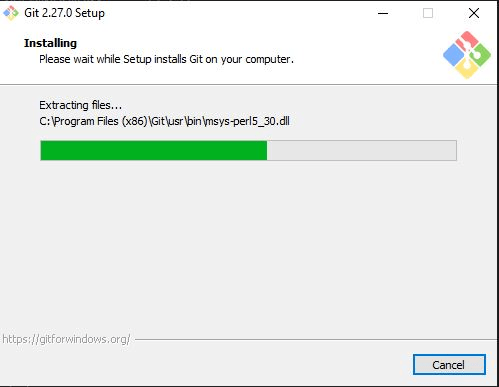 Git 2.27.0 Setup
Installing
Please wait while Setup installs Git on your computer.
Extracting files...
C:\Program Files (x86)\Git\usr\bin\msys-perl5_30.dll
https://gitforwindows.org/
Cancel